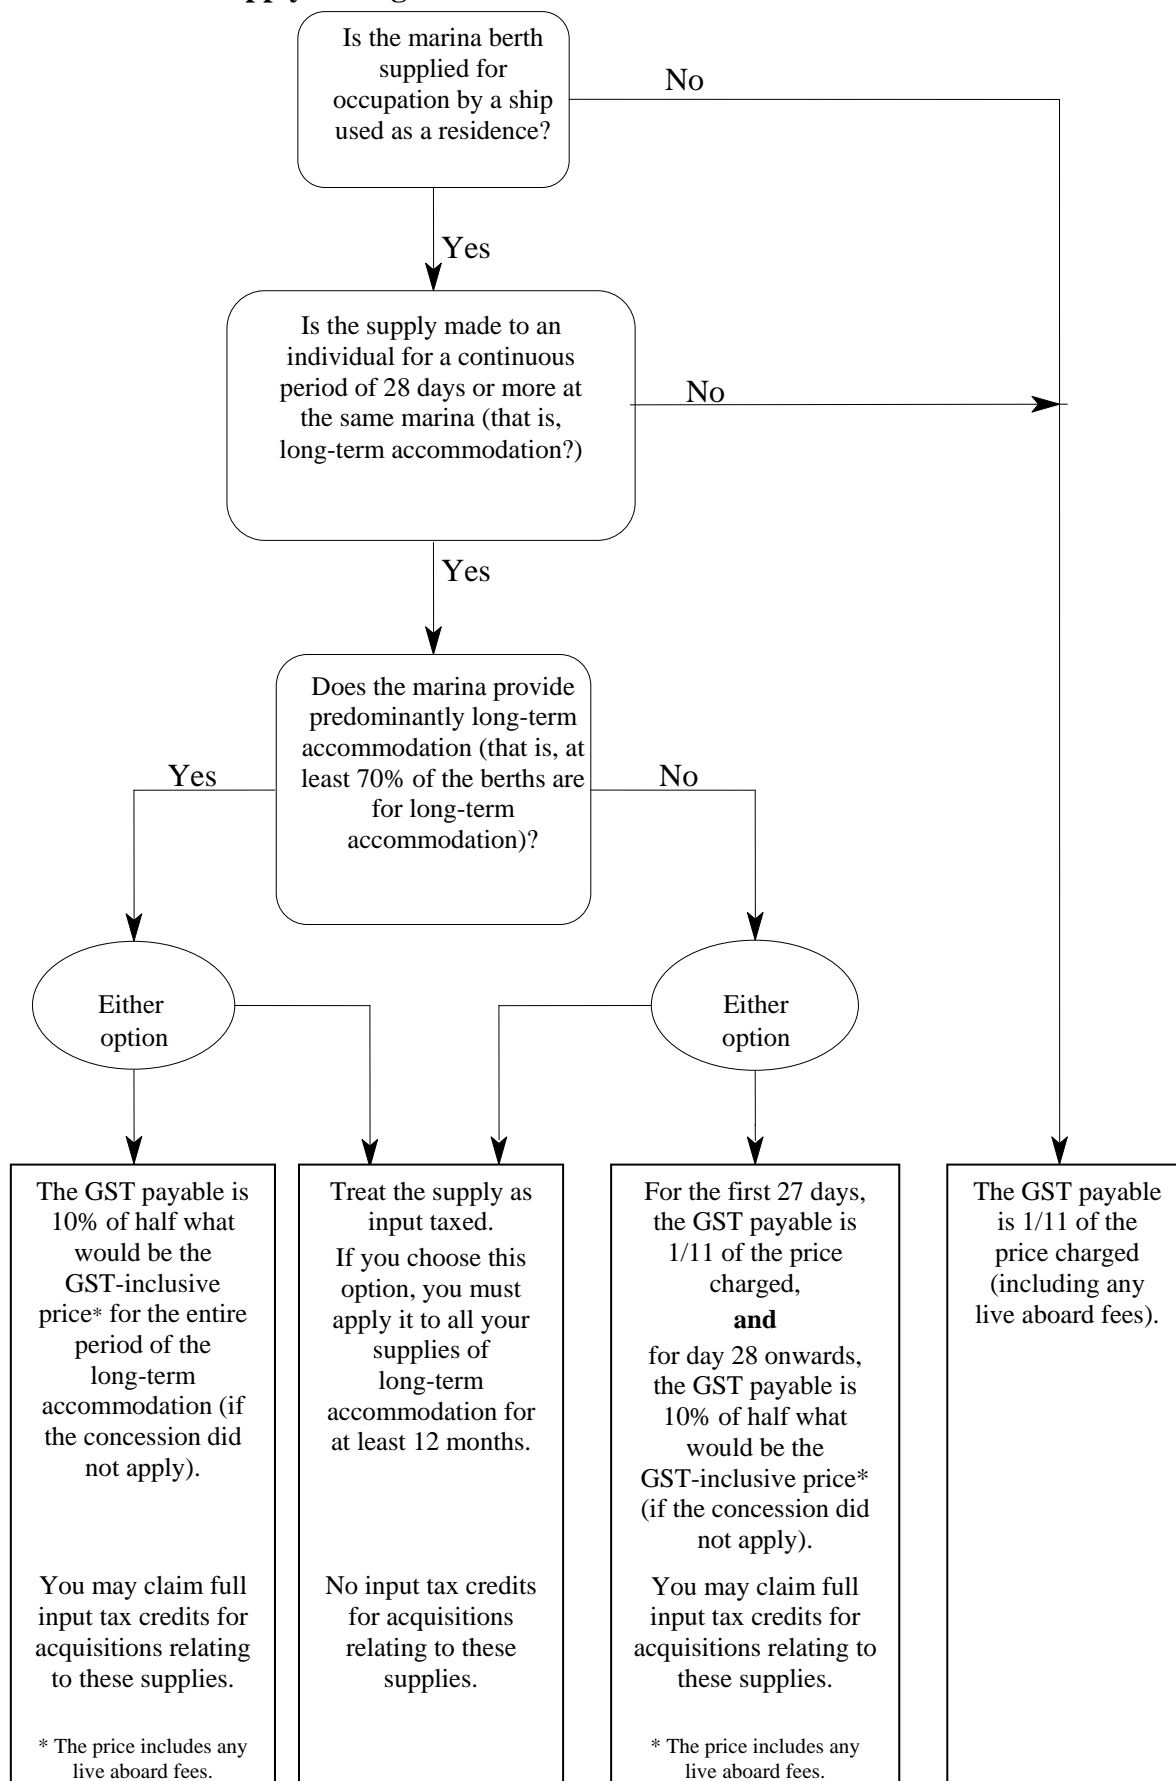 Is the marina berth
supplied for
occupation by a ship
used as a residence?
No
Yes
Is the supply made to an
individual for a continuous
period of 28 days or more at
the same marina (that is,
long-term accommodation?)
No
Yes
Does the marina provide
predominantly long-term
accommodation (that is, at
least 70% of the berths are
for long-term
accommodation)?
Yes
No
Either
option
Either
option
The GST payable is
10% of half what
would be the
GST-inclusive
price* for the entire
period of the
long-term
accommodation (if
the concession did
not apply).
You may claim full
input tax credits for
acquisitions relating
to these supplies.
* The price includes any
live aboard fees.
Treat the supply as
input taxed.
If you choose this
option, you must
apply it to all your
supplies of
long-term
accommodation for
at least 12 months.
No input tax credits
for acquisitions
relating to these
supplies.
For the first 27 days,
the GST payable is
1/11 of the price
charged,
and
for day 28 onwards,
the GST payable is
10% of half what
would be the
GST-inclusive price*
(if the concession did
not apply).
You may claim full
input tax credits for
acquisitions relating to
these supplies.
* The price includes any
live aboard fees.
The GST payable
is 1/11 of the
price charged
(including any
live aboard fees).